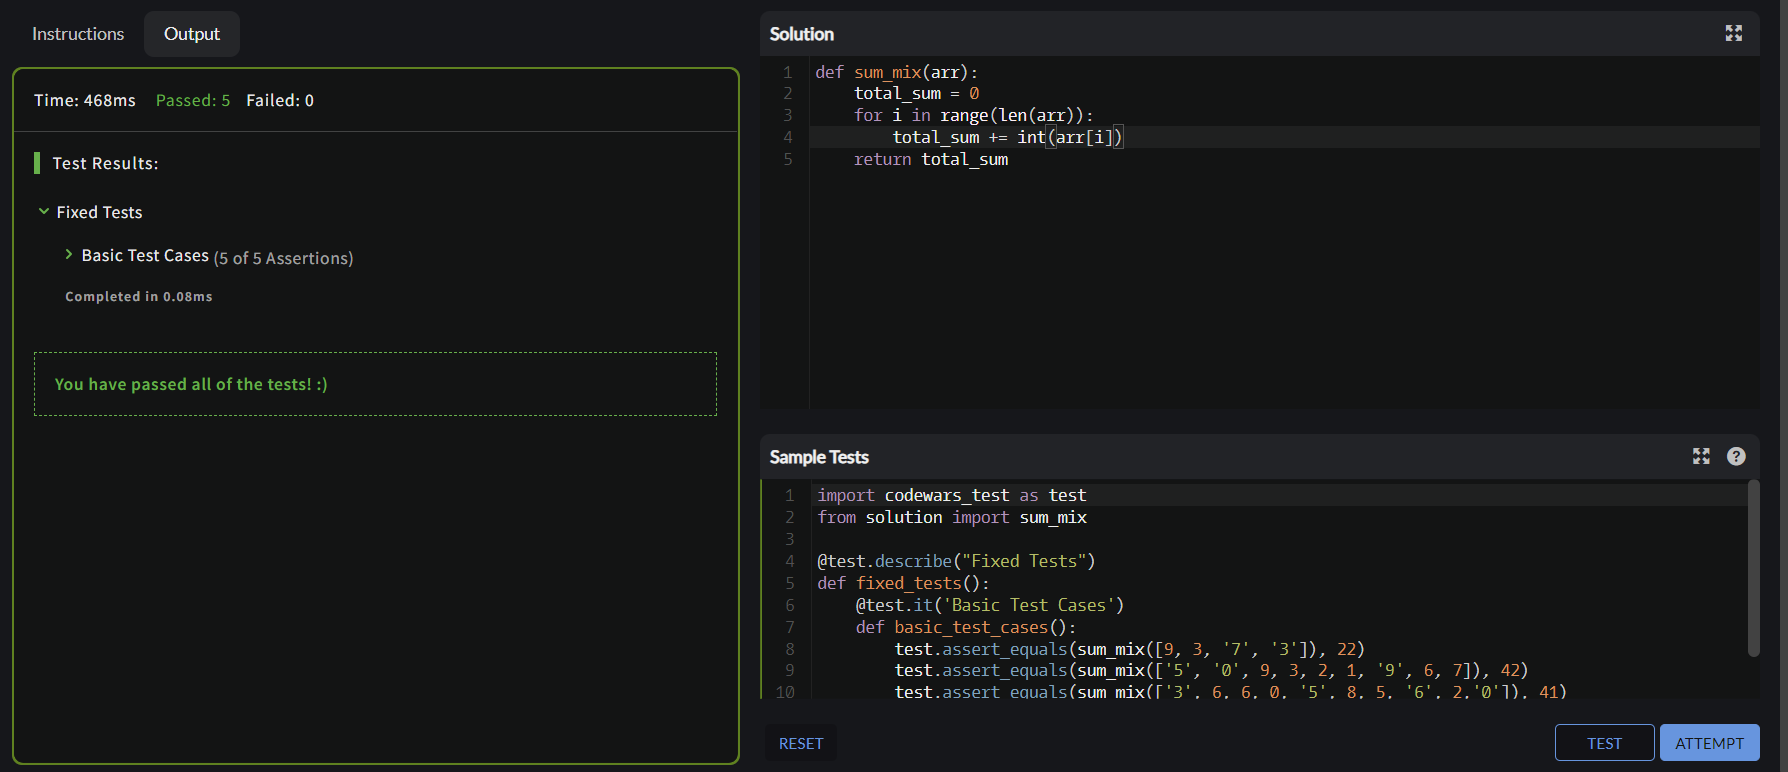 Instructions
Output
Time: 468ms Passed: 5 Failed: 0
Test Results:
Fixed Tests
Basic Test Cases (5 of 5 Assertions)
Completed in 0.08ms
You have passed all of the tests! :)
Solution
1 def sum_mix(arr):
2     total_sum = 0
3     for i in range(len(arr)):
4         total_sum += int(arr[i])
5     return total_sum
Sample Tests
?
1 import codewars_test as test
2 from solution import sum_mix
3
4 @test.describe("Fixed Tests")
5 def fixed_tests():
6     @test.it('Basic Test Cases')
7     def basic_test_cases():
8         test.assert_equals(sum_mix([9, 3, '7', '3']), 22)
9         test.assert_equals(sum_mix(['5', '0', 9, 3, 2, 1, '9', 6, 7]), 42)
10         test.assert_equals(sum_mix(['3', 6, 6, 0, '5', 8, 5, '6', 2,'0']), 41)
RESET
TEST
ATTEMPT